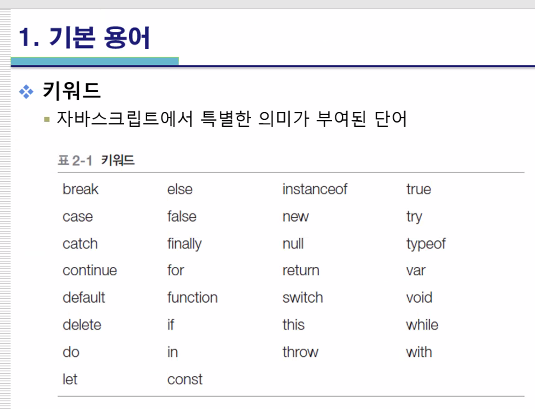 1. 기본 용어
키워드
자바스크립트에서 특별한 의미가 부여된 단어
표 2-1 키워드
break else instanceof true
case false new try
catch finally null typeof
continue for return var
default function switch void
delete if this while
do in throw with
let const